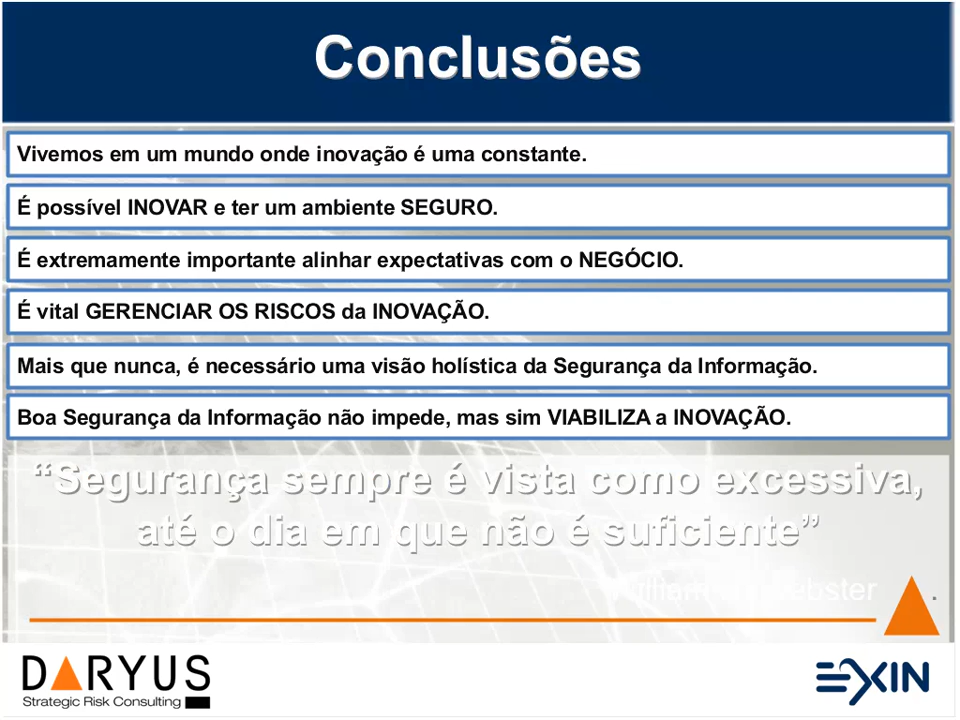 Conclusões
Vivemos em um mundo onde inovação é uma constante.
É possível INOVAR e ter um ambiente SEGURO.
É extremamente importante alinhar expectativas com o NEGÓCIO.
É vital GERENCIAR OS RISCOS da INOVAÇÃO.
Mais que nunca, é necessário uma visão holística da Segurança da Informação.
Boa Segurança da Informação não impede, mas sim VIABILIZA a INOVAÇÃO.
“Segurança sempre é vista como excessiva,
até o dia em que não é suficiente”
William Webster
.
DARYUS
Strategic Risk Consulting
EXIN